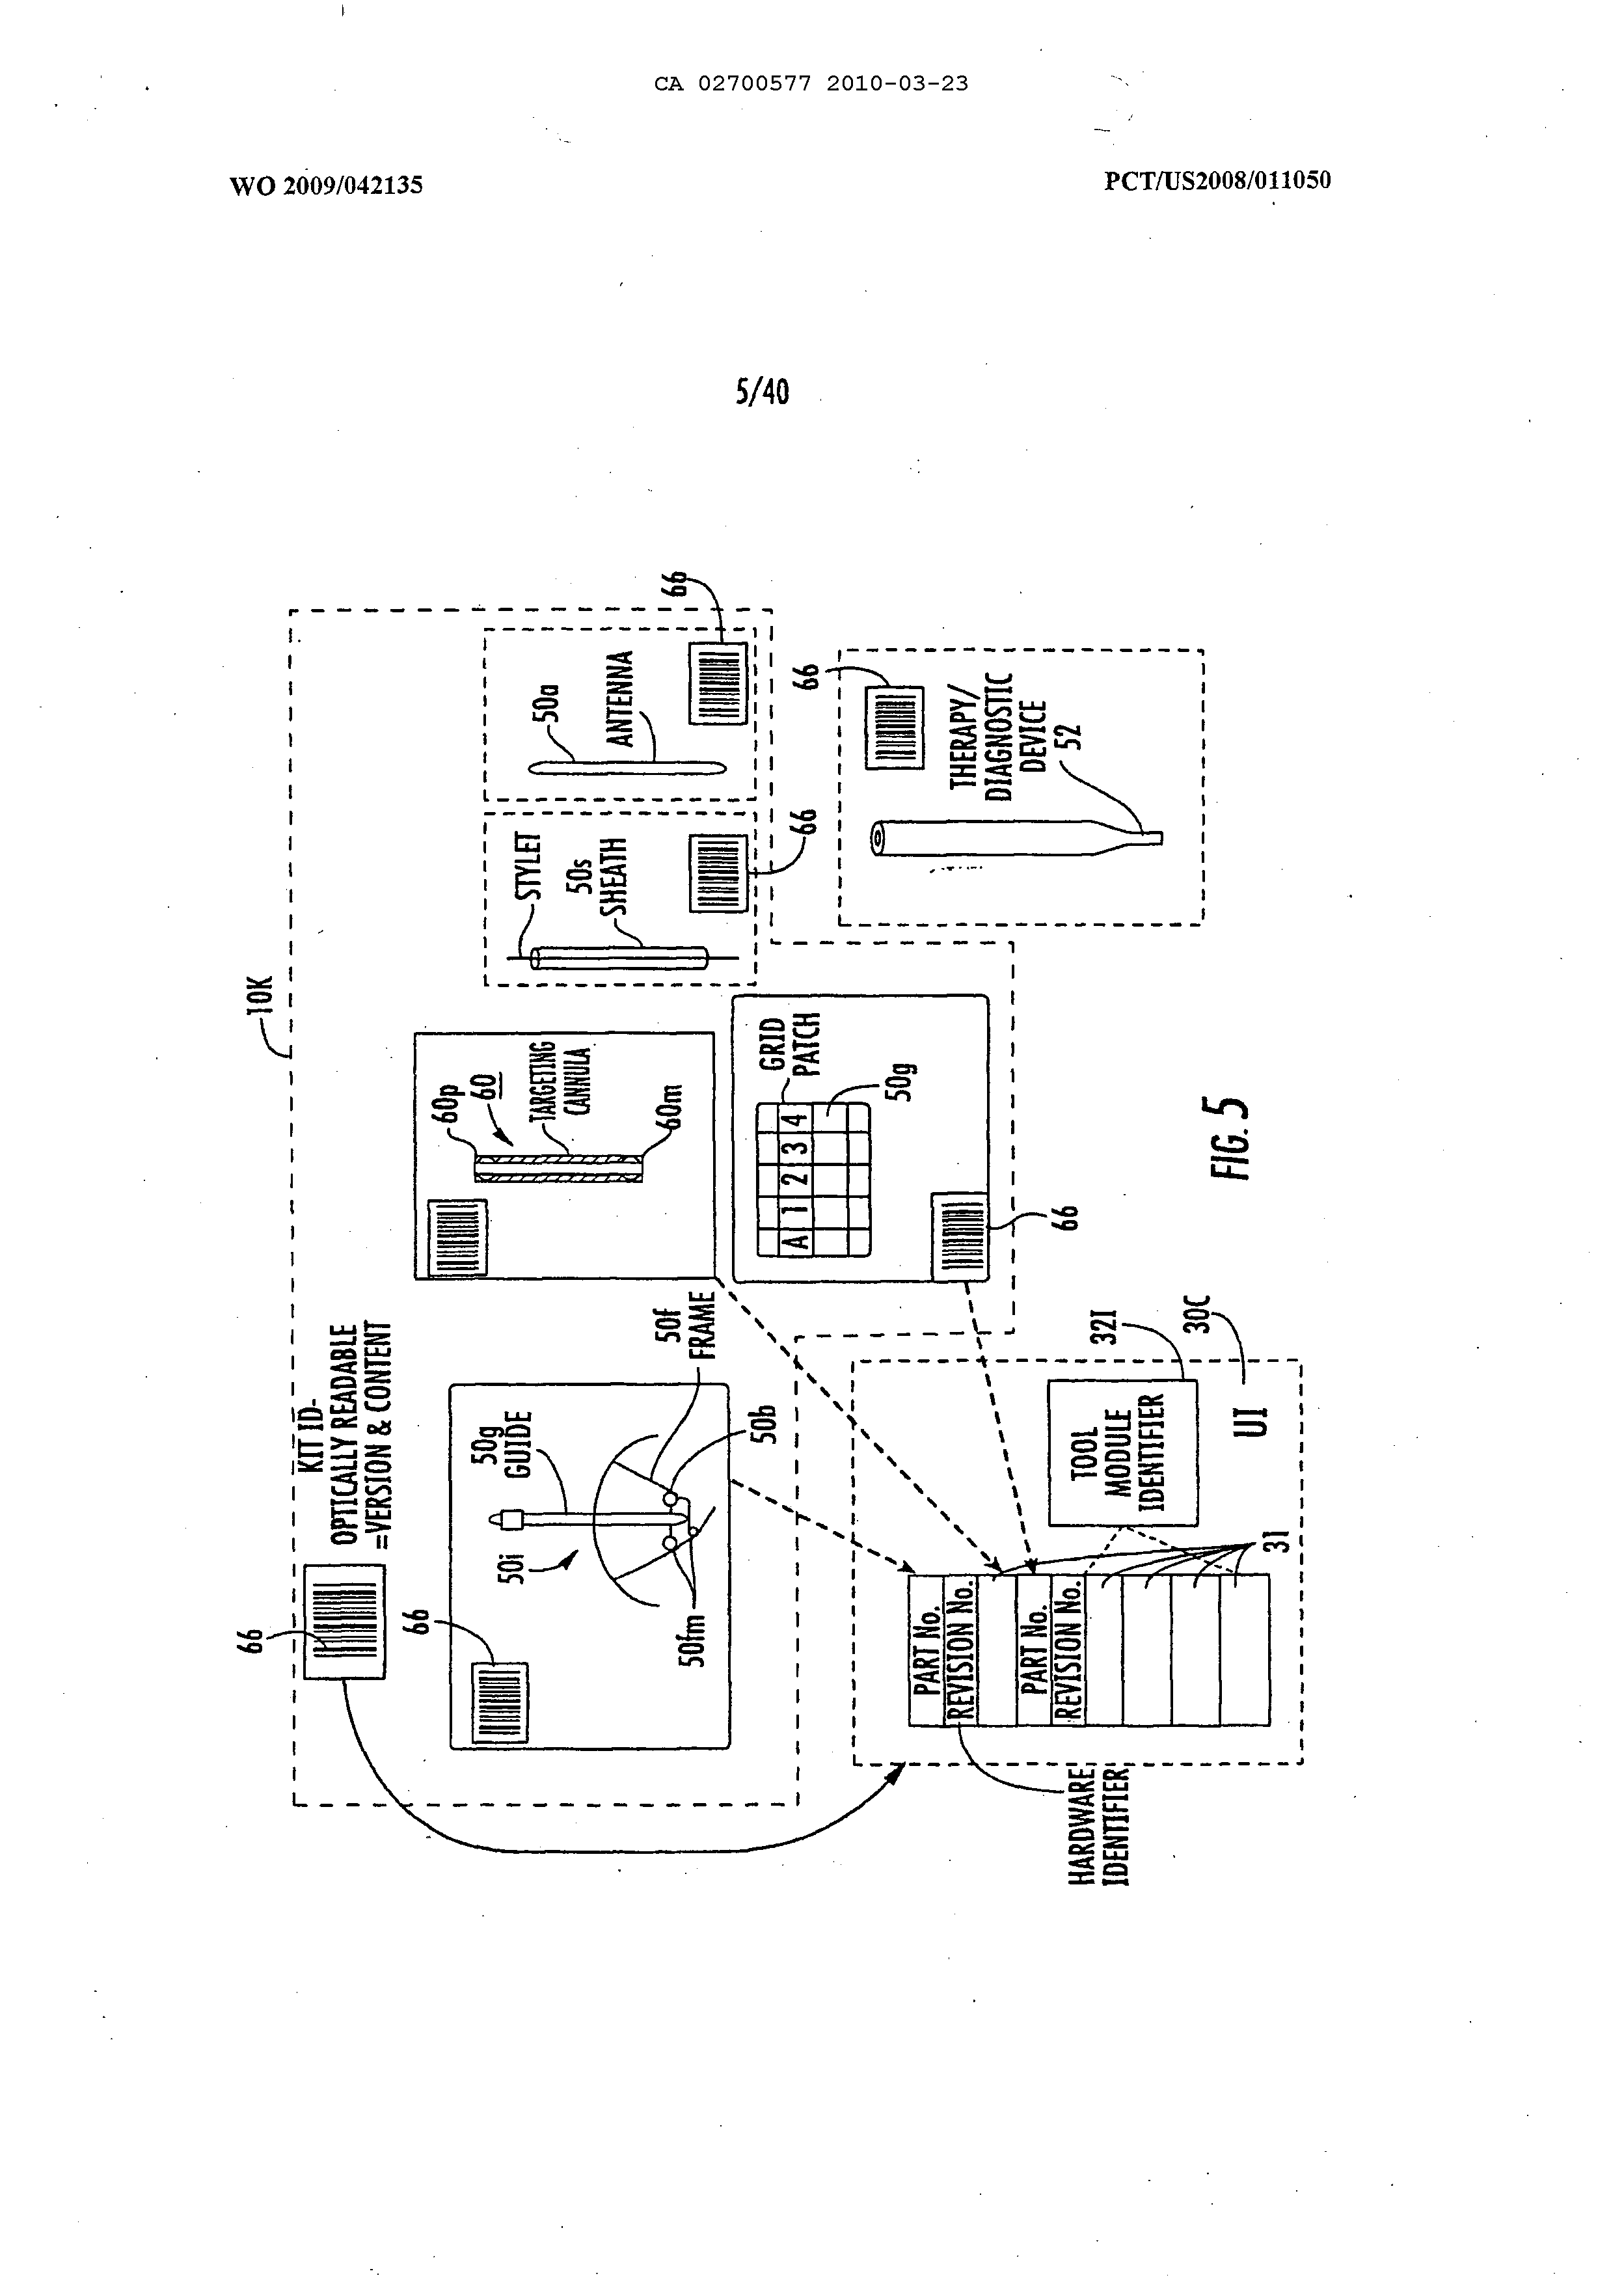 CA 02700577 2010-03-23
WO 2009/042135
PCT/US2008/011050
5/40
10K
66
KIT ID-
OPTICALLY READABLE
=VERSION & CONTENT
66
50i
50g
GUIDE
50f
FRAME
50b
50fm
60p
60
TARGETING
CANNULA
60m
STYLET
50s
SHEATH
66
50a
ANTENNA
66
GRID
PATCH
A 1 2 3 4
50g
66
66
THERAPY/
DIAGNOSTIC
DEVICE
52
PART No.
REVISION No.
PART No.
REVISION No.
HARDWARE
IDENTIFIER
TOOL
MODULE
IDENTIFIER
32I
30C
UI
31
FIG. 5